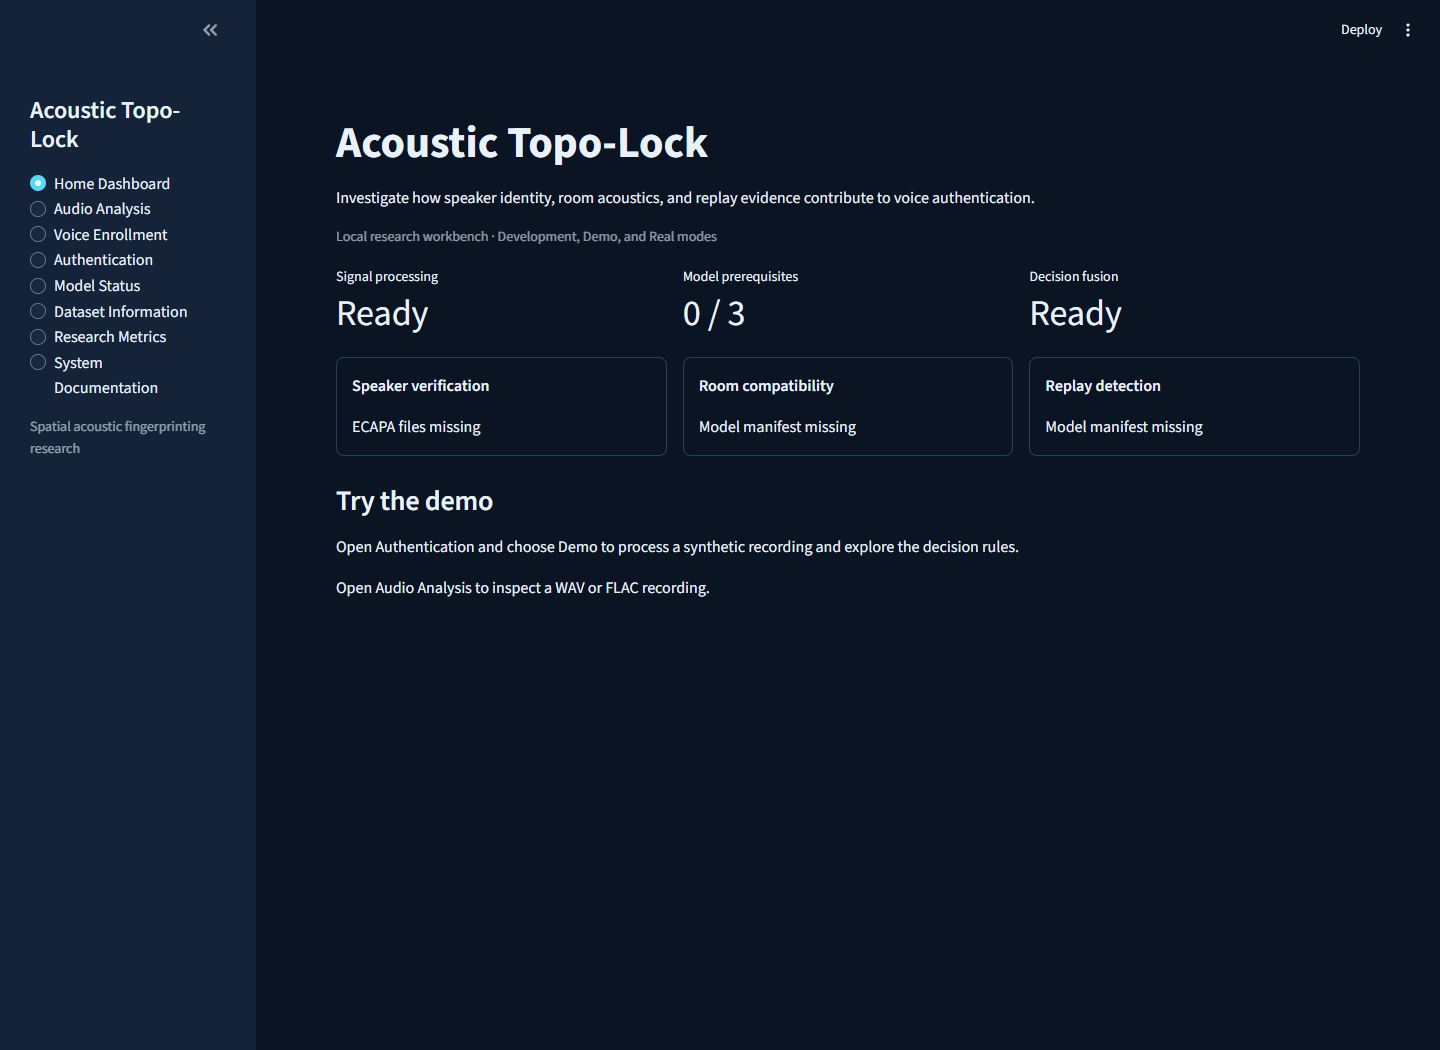 Deploy
Acoustic Topo-
Lock
Home Dashboard
Audio Analysis
Voice Enrollment
Authentication
Model Status
Dataset Information
Research Metrics
System
Documentation
Spatial acoustic fingerprinting
research
Acoustic Topo-Lock
Investigate how speaker identity, room acoustics, and replay evidence contribute to voice authentication.
Local research workbench · Development, Demo, and Real modes
Signal processing
Ready
Model prerequisites
0 / 3
Decision fusion
Ready
Speaker verification
ECAPA files missing
Room compatibility
Model manifest missing
Replay detection
Model manifest missing
Try the demo
Open Authentication and choose Demo to process a synthetic recording and explore the decision rules.
Open Audio Analysis to inspect a WAV or FLAC recording.